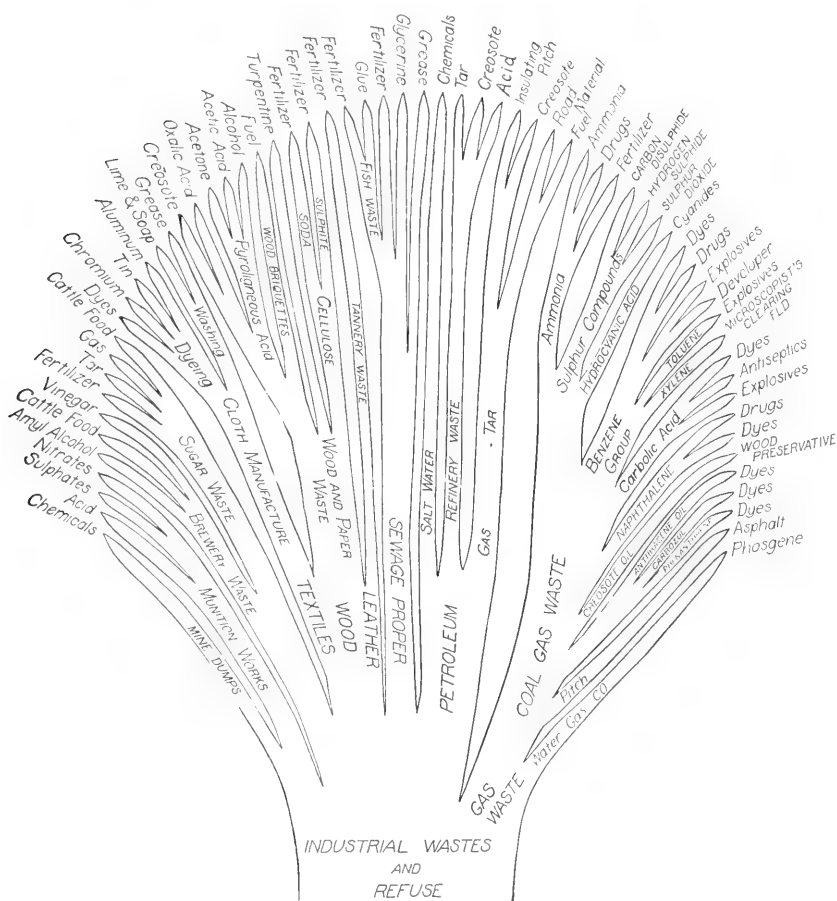 Chemicals
Acid
Sulphates
Nitrates
Amyl Alcohol
Cattle Food
Vinegar
Fertilizer
Tar
Gas
Cattle Food
Dyes
Chromium
Tin
Aluminum
Lime & Soap
Grease
Creosote
Oxalic Acid
Acetone
Acetic Acid
Alcohol
Fuel
Turpentine
Fertilizer
Fertilizer
Fertilizer
Fertilizer
Glue
Fertilizer
Glycerine
Grease
Chemicals
Tar
Creosote
Acid
Insulating
Pitch
Creosote
Road
Fuel Material
Ammonia
Drugs
Fertilizer
CARBON
DISULPHIDE
HYDROGEN
SULPHIDE
SULPHUR
DIOXIDE
Cyanides
Dyes
Drugs
Explosives
Developer
Explosives
MICROSCOPIST'S
CLEARING
FLD
Dyes
Antiseptics
Explosives
Drugs
Dyes
WOOD
PRESERVATIVE
Dyes
Dyes
Dyes
Asphalt
Phosgene
MINE DUMPS
MUNITION WORKS
BREWERY WASTE
SUGAR WASTE
Dyeing
Washing
CLOTH MANUFACTURE
TEXTILES
Pyroligneous Acid
WOOD BRIQUETTES
SULPHITE
SODA
CELLULOSE
WOOD AND PAPER
WASTE
WOOD
FISH WASTE
TANNERY WASTE
LEATHER
SEWAGE PROPER
SALT WATER
REFINERY WASTE
PETROLEUM
GAS - TAR
Ammonia
Sulphur Compounds
HYDROCYANIC ACID
TOLUENE
XYLENE
BENZENE
GROUP
Carbolic Acid
NAPHTHALENE
CREOSOTE OIL
ANTHRACENE OIL
CARBAZOL
COAL GAS WASTE
Pitch
Water Gas CO
GAS
WASTE
INDUSTRIAL WASTES
AND
REFUSE